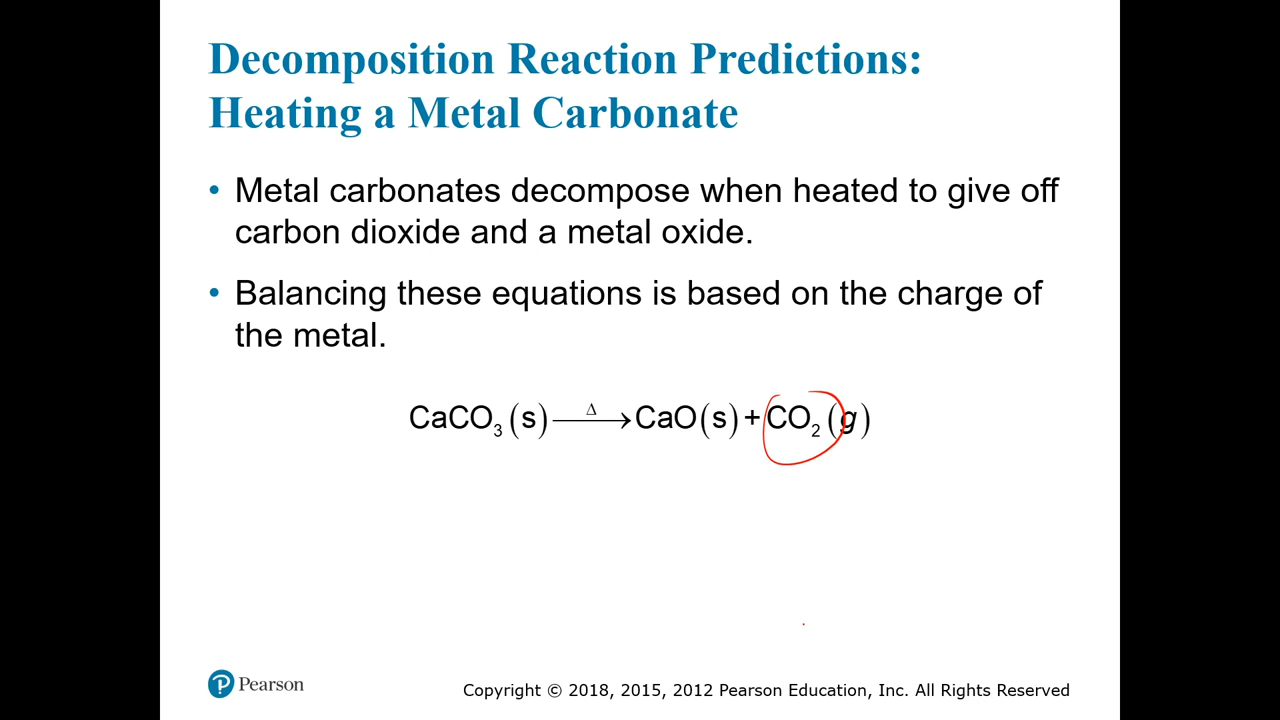 Decomposition Reaction Predictions:
Heating a Metal Carbonate
• Metal carbonates decompose when heated to give off
carbon dioxide and a metal oxide.
• Balancing these equations is based on the charge of
the metal.
CaCO₃(s) —Δ→ CaO(s) + CO₂(g)
Pearson
Copyright © 2018, 2015, 2012 Pearson Education, Inc. All Rights Reserved